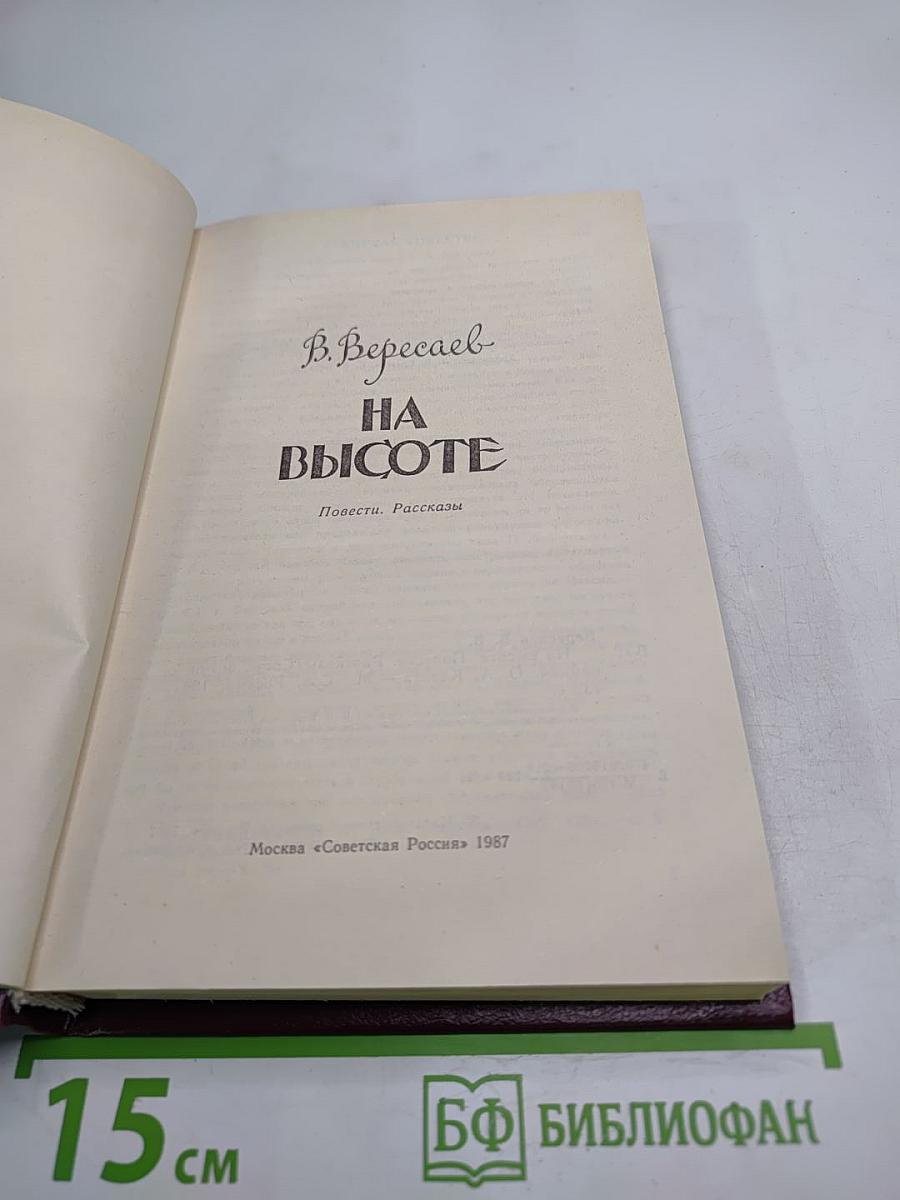 В. Вересаев
НА
ВЫСОТЕ
Повести. Рассказы
Москва «Советская Россия» 1987
15 см
БФ БИБЛИОФАН